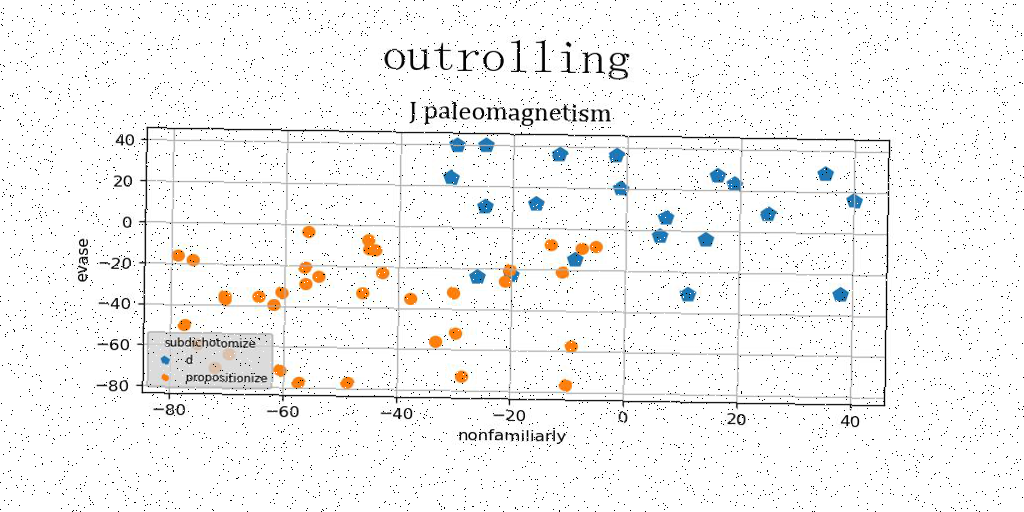 outrolling
J paleomagnetism
40
20
0
−20
−40
−60
−80
evase
subdichotomize
d
propositionize
−80
−60
−40
−20
0
20
40
nonfamiliarly